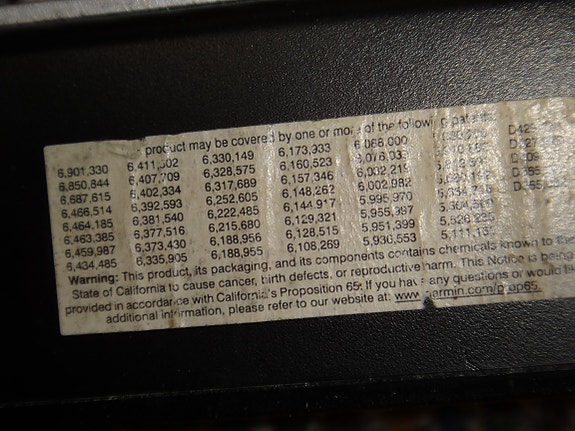 product may be covered by one or more of the following patents:
6,901,330 6,411,502 6,330,149 6,173,933 6,068,000
6,850,844 6,407,709 6,328,575 6,160,523
6,687,615 6,402,334 6,317,689 6,157,346 6,002,219
6,466,514 6,392,593 6,252,605 6,148,262 6,002,982
6,464,185 6,381,540 6,222,485 6,144,917 5,995,970
6,463,385 6,377,516 6,215,680 6,129,321 5,955,997
6,459,987 6,373,430 6,188,956 6,128,515 5,951,399
6,434,485 6,335,905 6,188,955 6,108,269 5,936,553
Warning: This product, its packaging, and its components contains chemicals known to the
State of California to cause cancer, birth defects, or reproductive harm. This Notice is being
provided in accordance with California's Proposition 65. If you have any questions or would like
additional information, please refer to our website at: www.garmin.com/prop65.